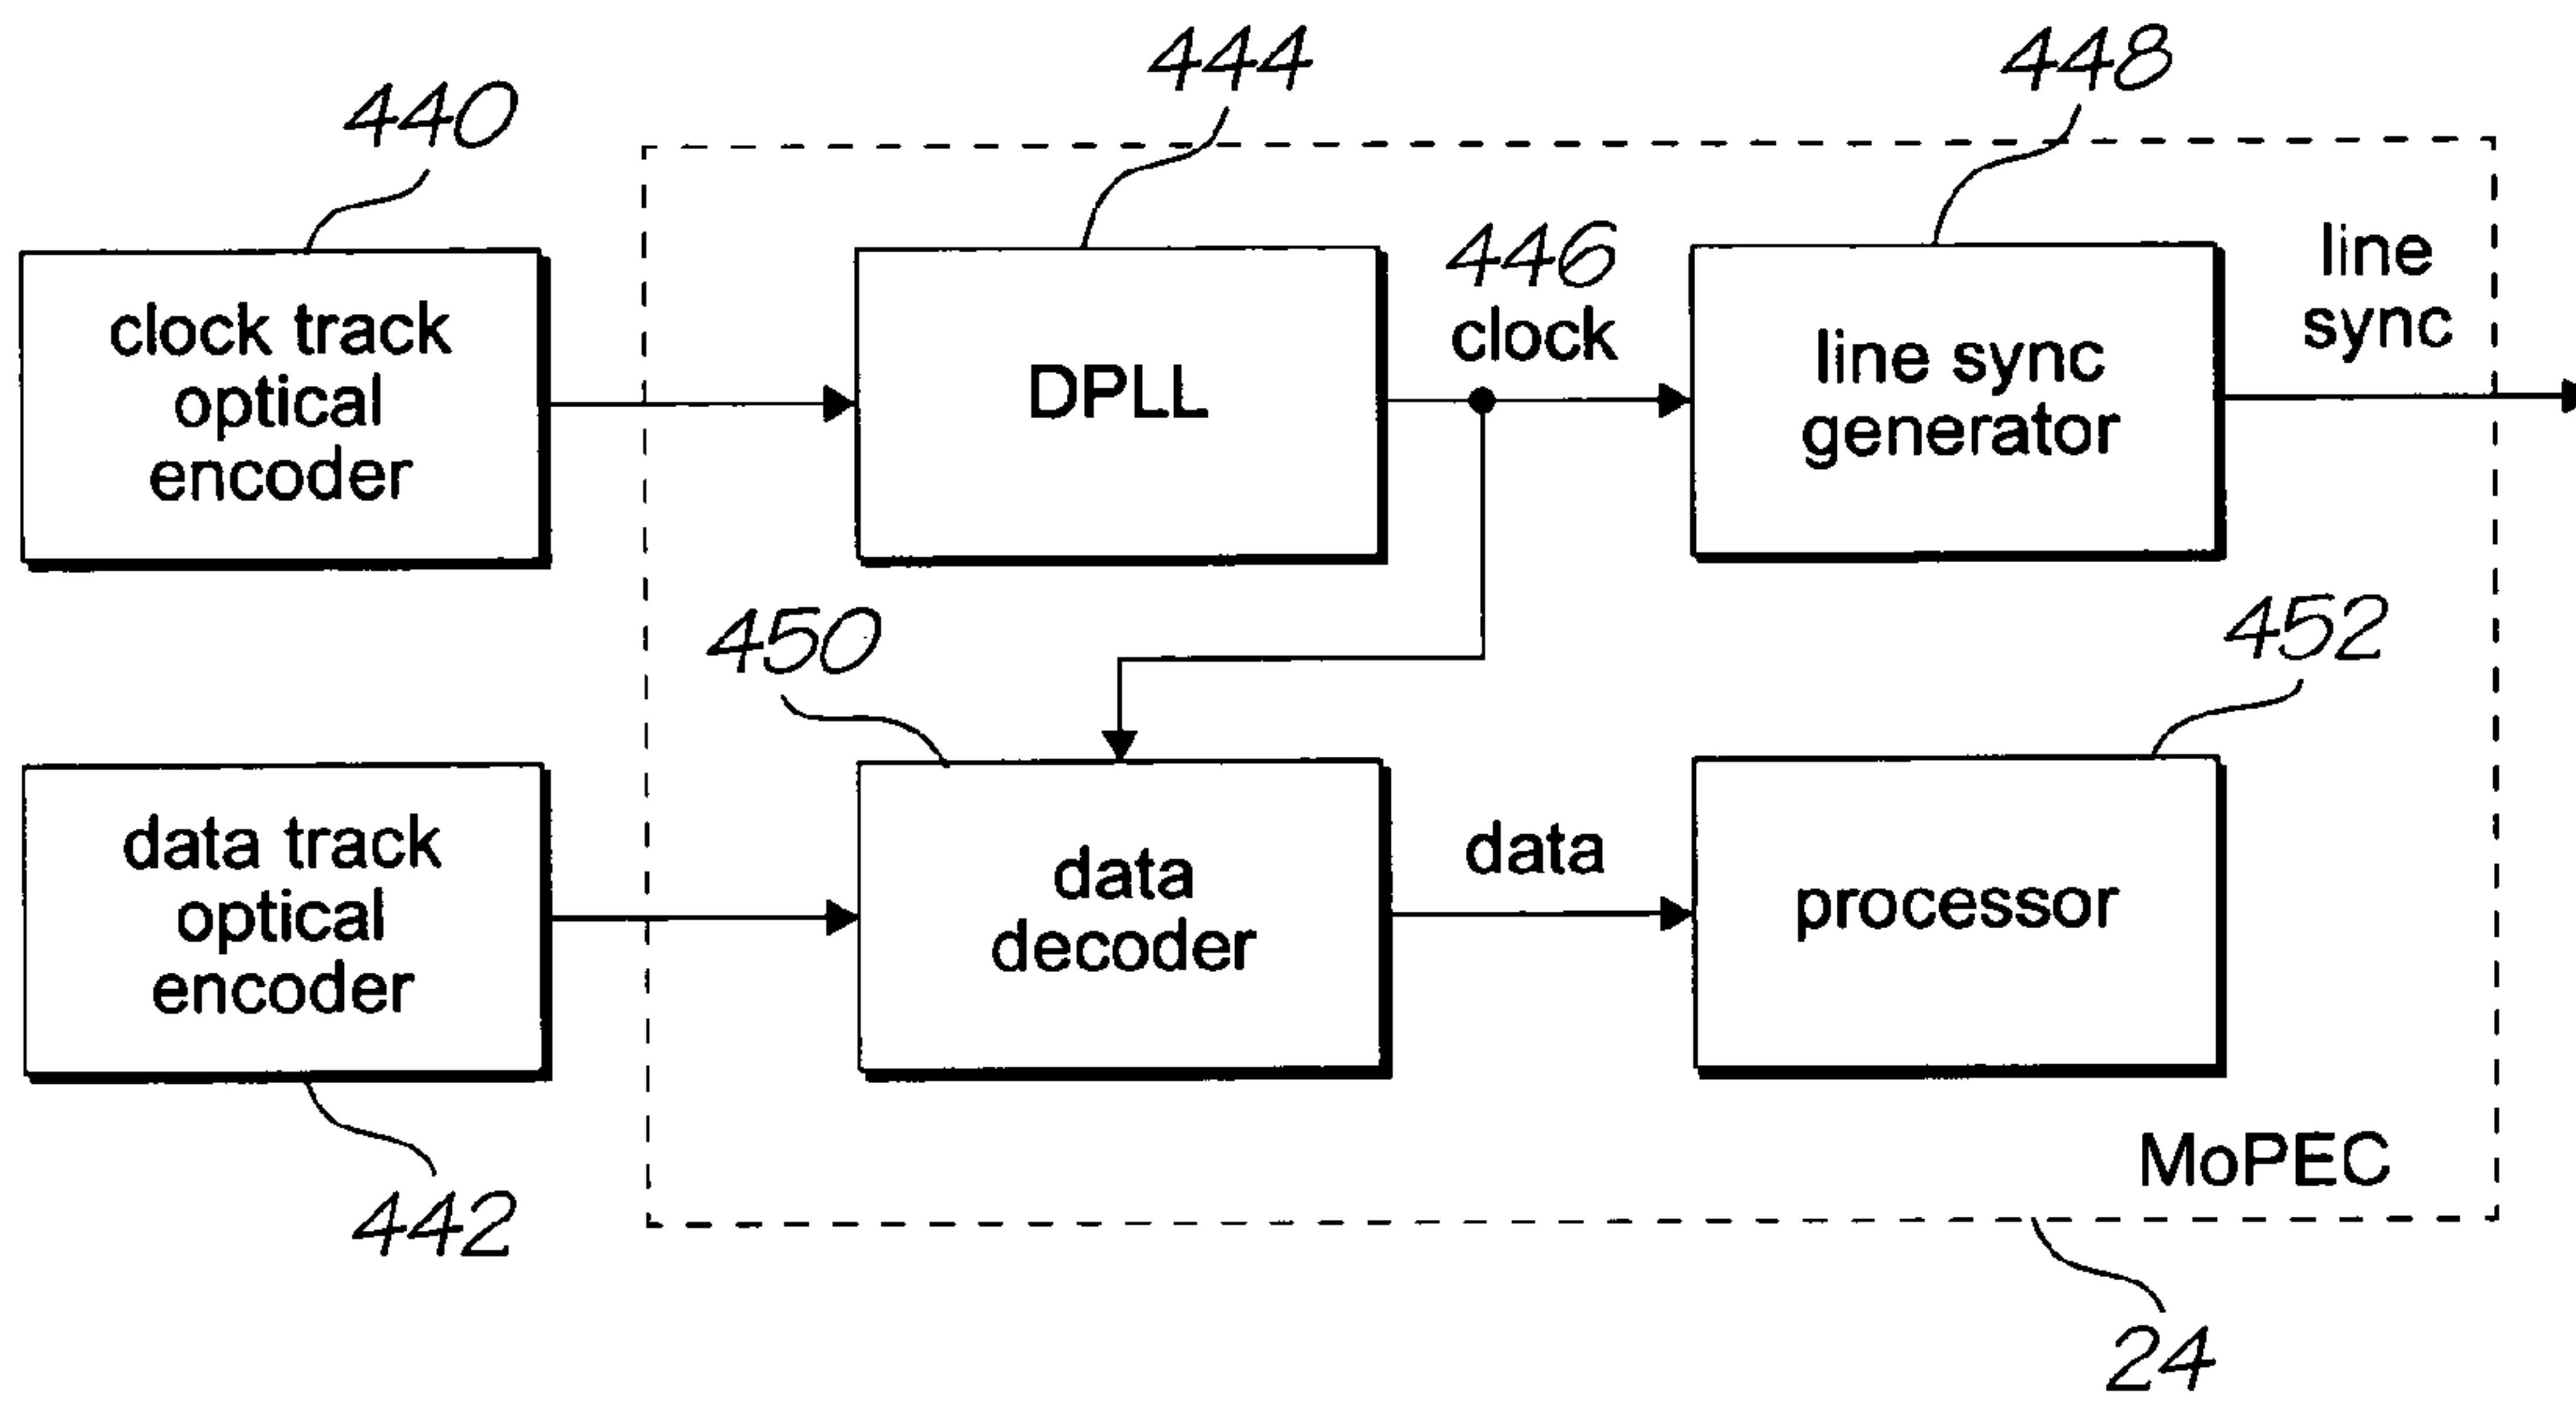 444
448
440
446
clock
line
sync
clock track
optical
encoder
DPLL
line sync
generator
450
452
data track
optical
encoder
data
decoder
data
processor
MoPEC
442
24